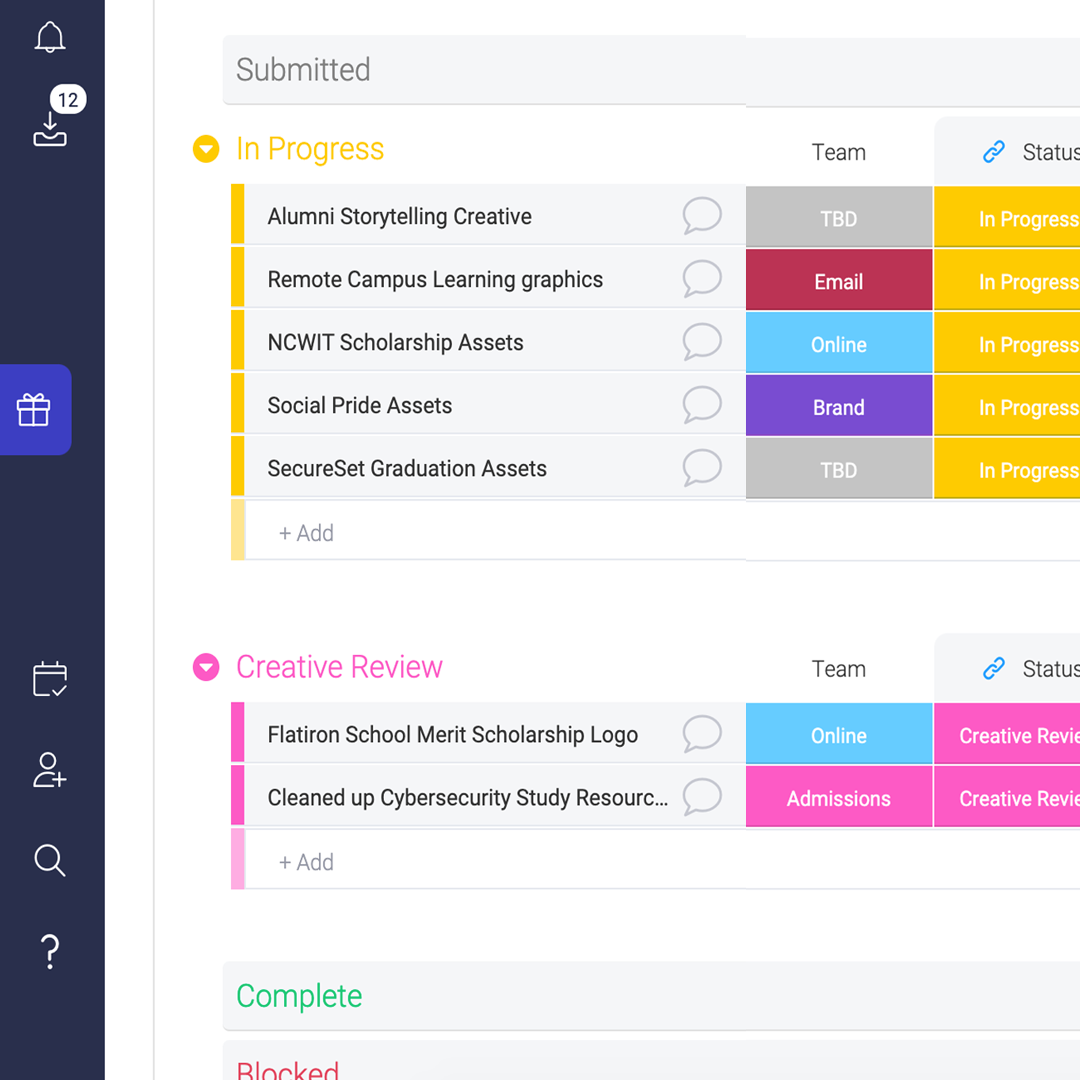 12
Submitted
In Progress Team Status
Alumni Storytelling Creative TBD In Progress
Remote Campus Learning graphics Email In Progress
NCWIT Scholarship Assets Online In Progress
Social Pride Assets Brand In Progress
SecureSet Graduation Assets TBD In Progress
+ Add
Creative Review Team Status
Flatiron School Merit Scholarship Logo Online Creative Revie
Cleaned up Cybersecurity Study Resourc... Admissions Creative Revie
+ Add
Complete
Blocked